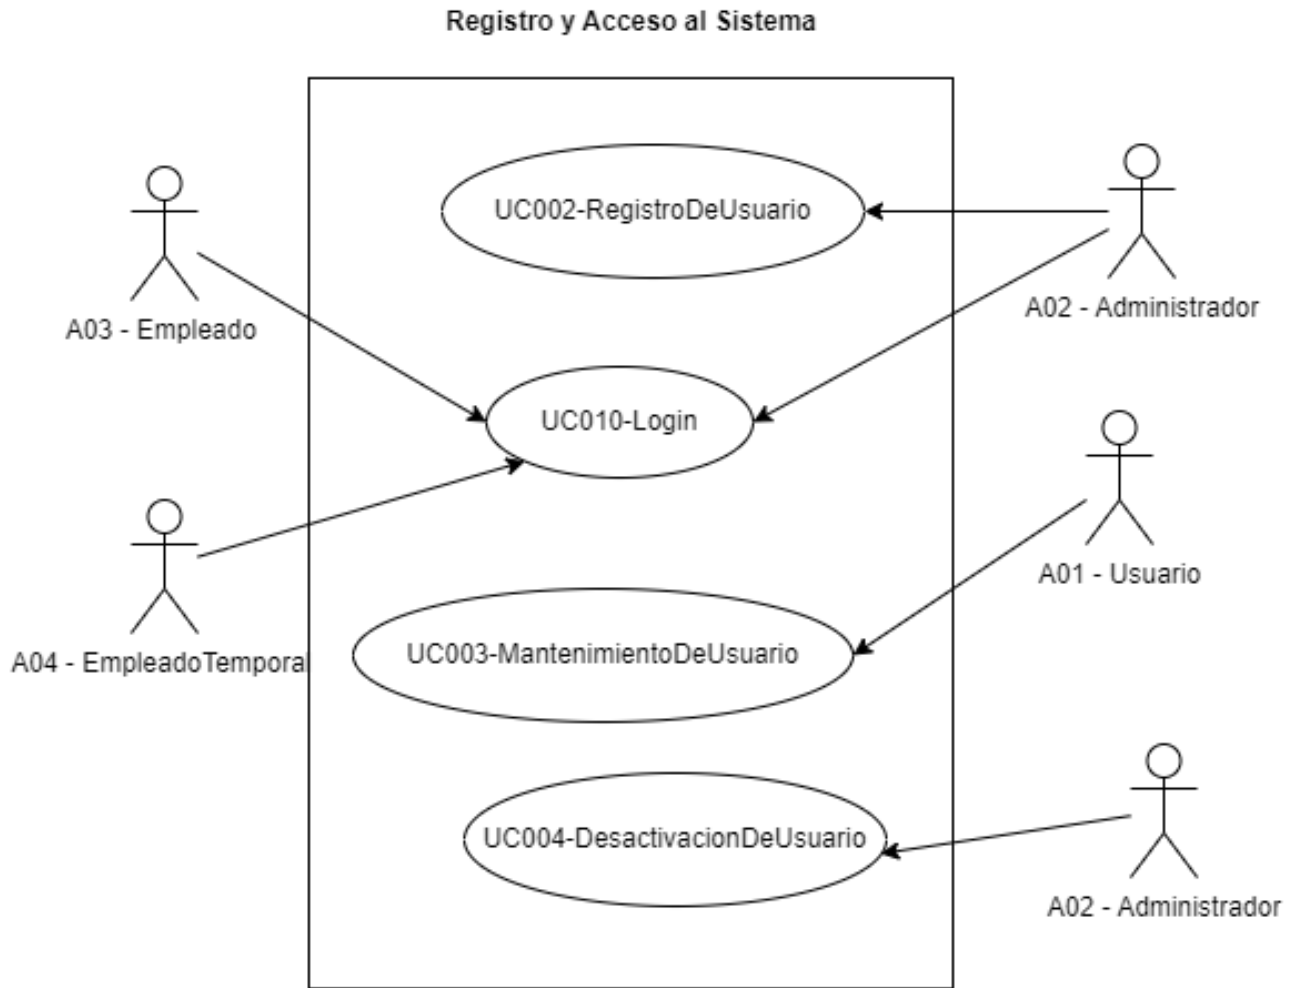 Registro y Acceso al Sistema
UC002-RegistroDeUsuario
A02 - Administrador
A03 - Empleado
UC010-Login
A01 - Usuario
UC003-MantenimientoDeUsuario
A04 - EmpleadoTemporal
UC004-DesactivacionDeUsuario
A02 - Administrador